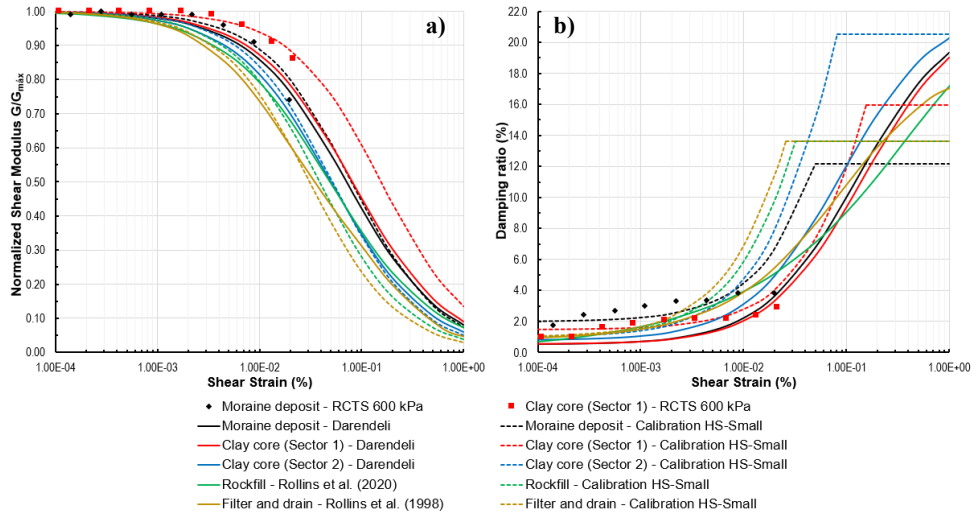 a)
Normalized Shear Modulus G/Gmáx
1.00
0.90
0.80
0.70
0.60
0.50
0.40
0.30
0.20
0.10
0.00
1.00E-04
1.00E-03
1.00E-02
1.00E-01
1.00E+00
Shear Strain (%)
b)
Damping ratio (%)
22.0
20.0
18.0
16.0
14.0
12.0
10.0
8.0
6.0
4.0
2.0
0.0
1.00E-04
1.00E-03
1.00E-02
1.00E-01
1.00E+00
Shear Strain (%)
Moraine deposit - RCTS 600 kPa
Clay core (Sector 1) - RCTS 600 kPa
Moraine deposit - Darendeli
Moraine deposit - Calibration HS-Small
Clay core (Sector 1) - Darendeli
Clay core (Sector 1) - Calibration HS-Small
Clay core (Sector 2) - Darendeli
Clay core (Sector 2) - Calibration HS-Small
Rockfill - Rollins et al. (2020)
Rockfill - Calibration HS-Small
Filter and drain - Rollins et al. (1998)
Filter and drain - Calibration HS-Small